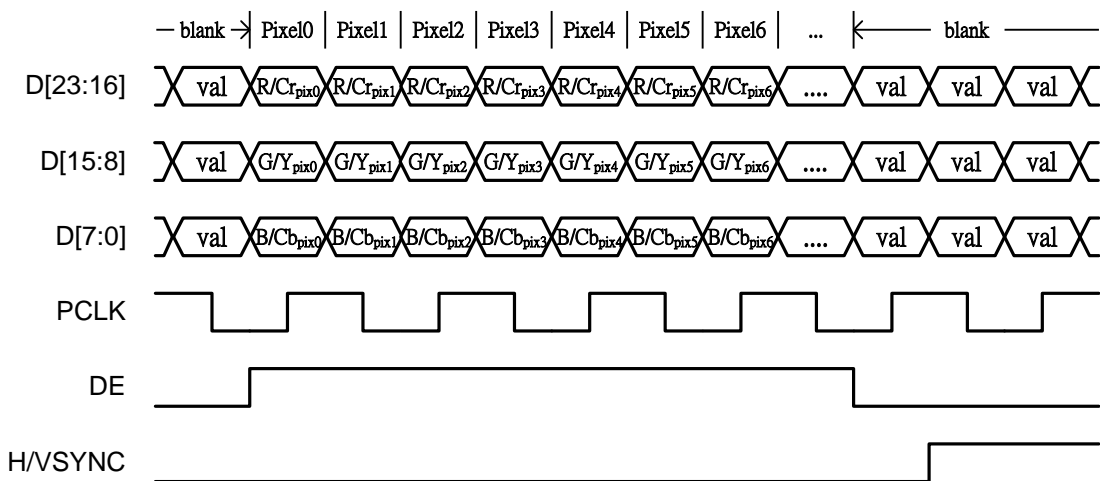 blank Pixel0 Pixel1 Pixel2 Pixel3 Pixel4 Pixel5 Pixel6 ... blank
D[23:16] val R/Crpix0 R/Crpix1 R/Crpix2 R/Crpix3 R/Crpix4 R/Crpix5 R/Crpix6 .... val val val
D[15:8] val G/Ypix0 G/Ypix1 G/Ypix2 G/Ypix3 G/Ypix4 G/Ypix5 G/Ypix6 .... val val val
D[7:0] val B/Cbpix0 B/Cbpix1 B/Cbpix2 B/Cbpix3 B/Cbpix4 B/Cbpix5 B/Cbpix6 .... val val val
PCLK
DE
H/VSYNC